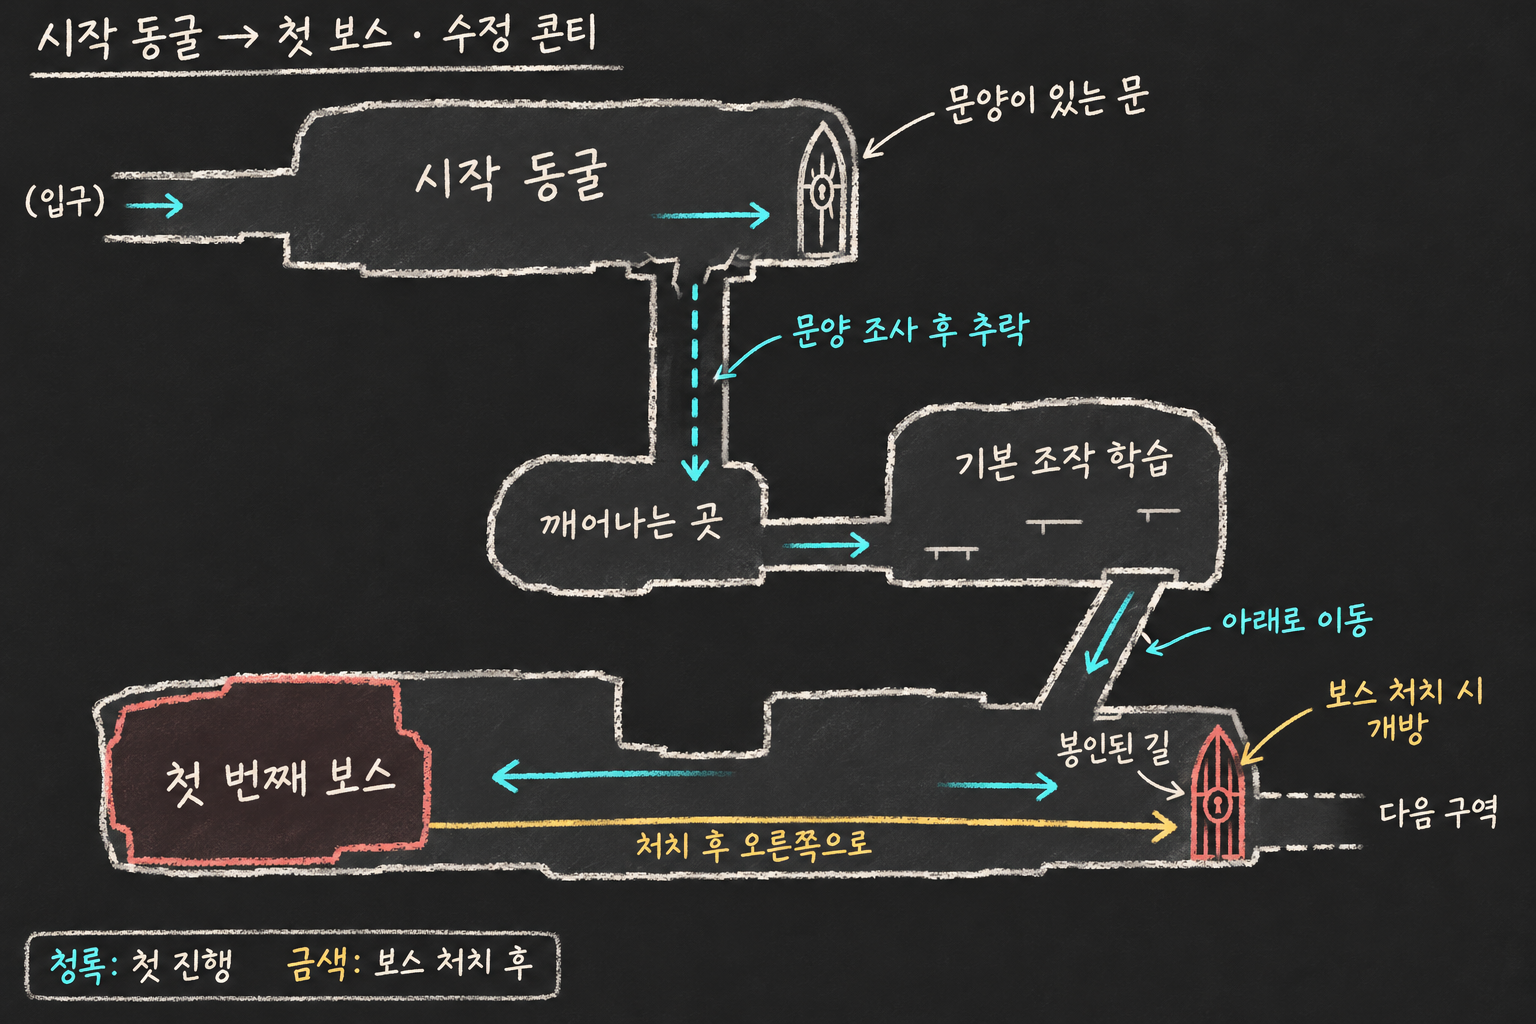 시작 동굴 → 첫 보스 · 수정 콘티
문양이 있는 문
시작 동굴
(입구)
문양 조사 후 추락
기본 조작 학습
깨어나는 곳
아래로 이동
보스 처치 시
개방
봉인된 길
첫 번째 보스
다음 구역
처치 후 오른쪽으로
청록: 첫 진행 금색: 보스 처치 후